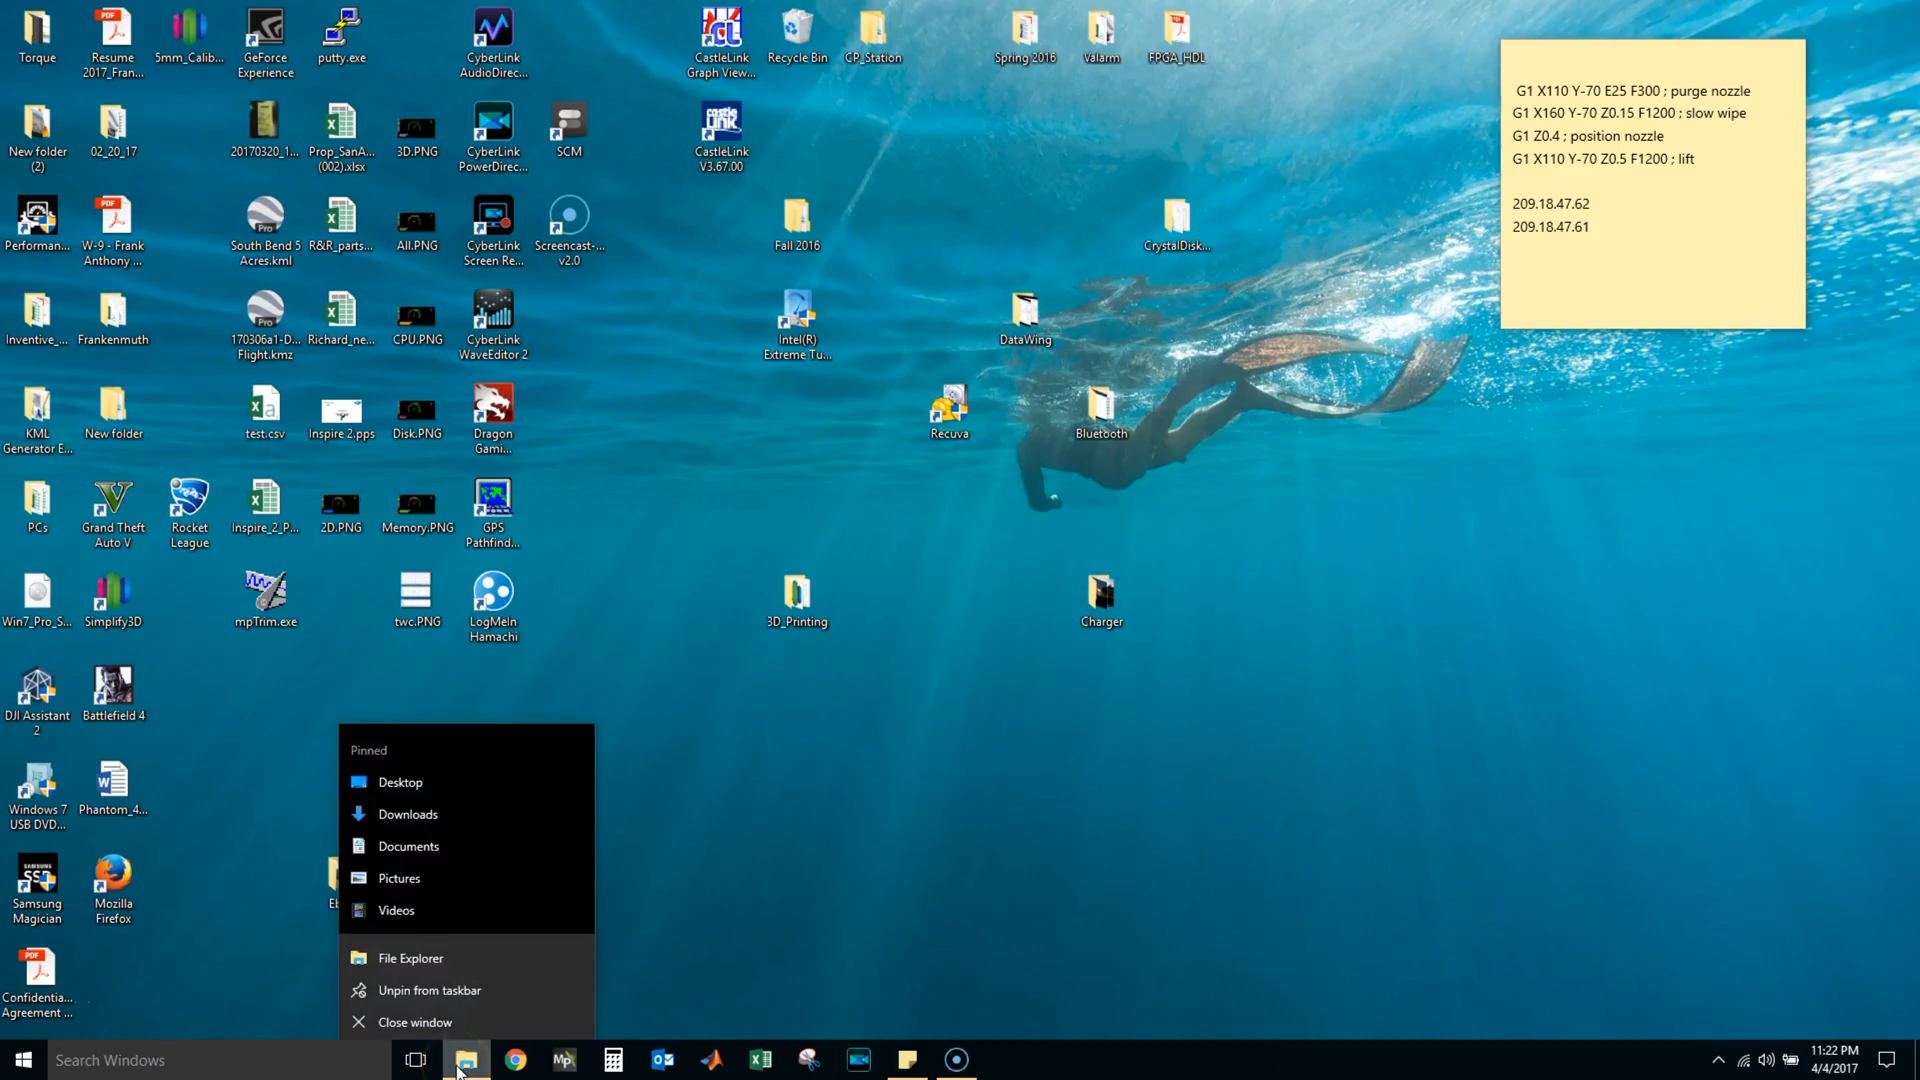 Torque
Resume
2017_Fran...
5mm_Calib...
GeForce
Experience
putty.exe
CyberLink
AudioDirec...
CastleLink
Graph View...
Recycle Bin
CP_Station
Spring 2016
Valarm
FPGA_HDL
New folder
(2)
02_20_17
20170320_1...
Prop_SanA...
(002).xlsx
3D.PNG
CyberLink
PowerDirec...
SCM
CastleLink
V3.67.00
G1 X110 Y-70 E25 F300 ; purge nozzle
G1 X160 Y-70 Z0.15 F1200 ; slow wipe
G1 Z0.4 ; position nozzle
G1 X110 Y-70 Z0.5 F1200 ; lift
209.18.47.62
209.18.47.61
Performan...
W-9 - Frank
Anthony ...
South Bend 5
Acres.kml
R&R_parts...
All.PNG
CyberLink
Screen Re...
Screencast-...
v2.0
Fall 2016
CrystalDisk...
Inventive_...
Frankenmuth
170306a1-D...
Flight.kmz
Richard_ne...
CPU.PNG
CyberLink
WaveEditor 2
Intel(R)
Extreme Tu...
DataWing
KML
Generator E...
New folder
test.csv
Inspire 2.pps
Disk.PNG
Dragon
Gami...
Recuva
Bluetooth
PCs
Grand Theft
Auto V
Rocket
League
Inspire_2_P...
2D.PNG
Memory.PNG
GPS
Pathfind...
Win7_Pro_S...
Simplify3D
mpTrim.exe
twc.PNG
LogMeIn
Hamachi
3D_Printing
Charger
DJI Assistant
2
Battlefield 4
Windows 7
USB DVD...
Phantom_4...
Samsung
Magician
Mozilla
Firefox
Confidentia...
Agreement ...
Pinned
Desktop
Downloads
Documents
Pictures
Videos
File Explorer
Unpin from taskbar
Close window
Search Windows
Mp
11:22 PM
4/4/2017